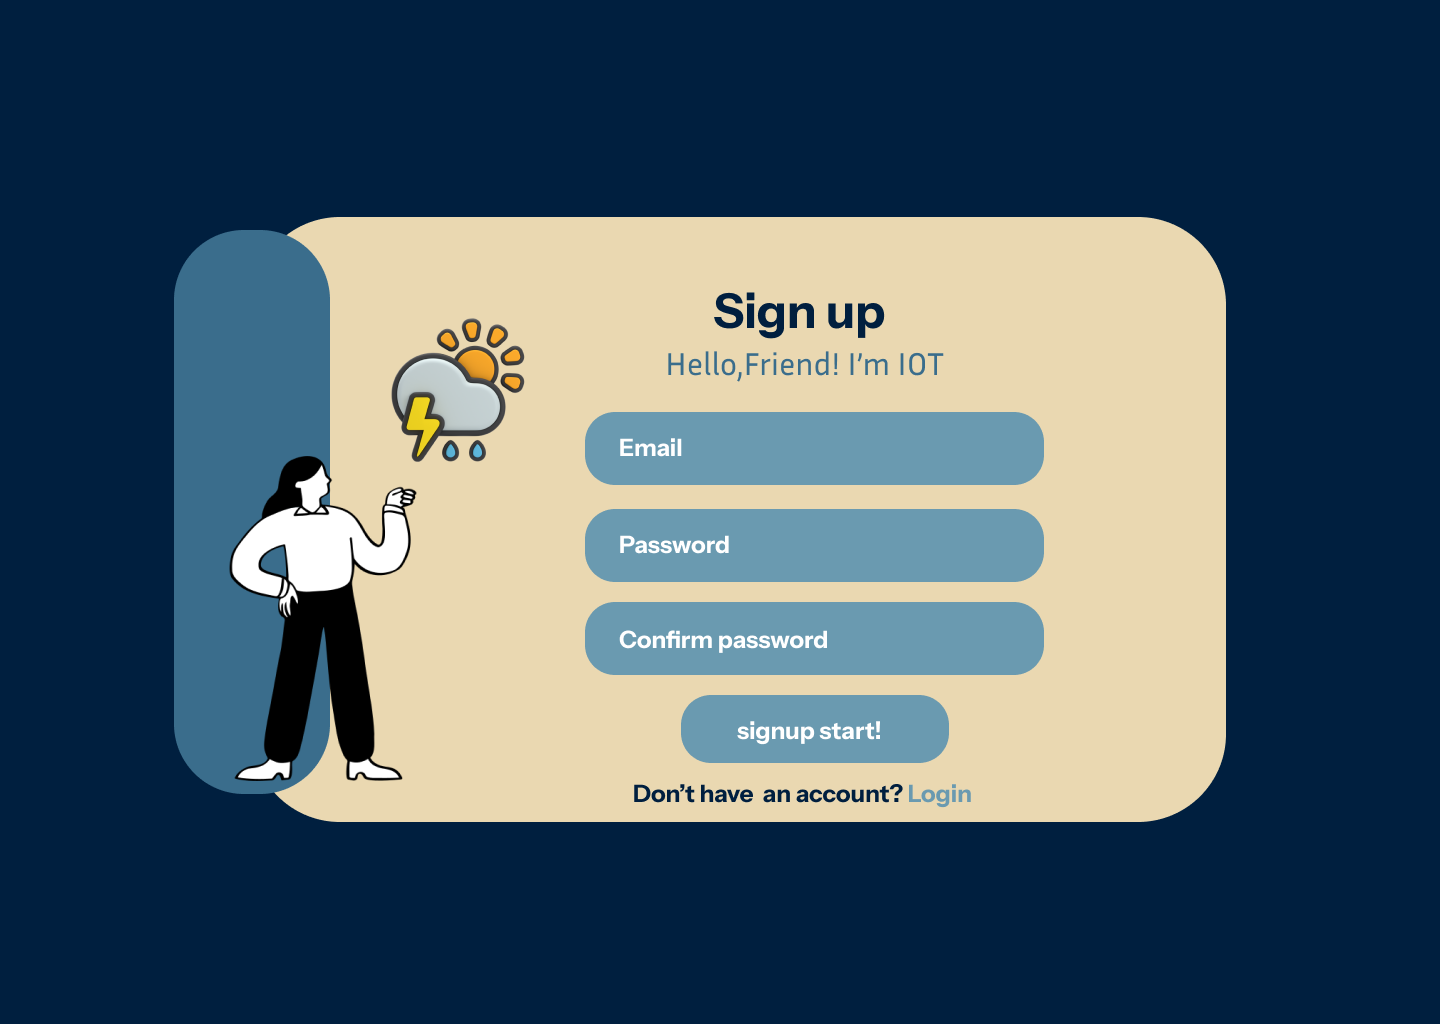 Sign up
Hello,Friend! I’m IOT
Email
Password
Confirm password
signup start!
Don’t have  an account? Login